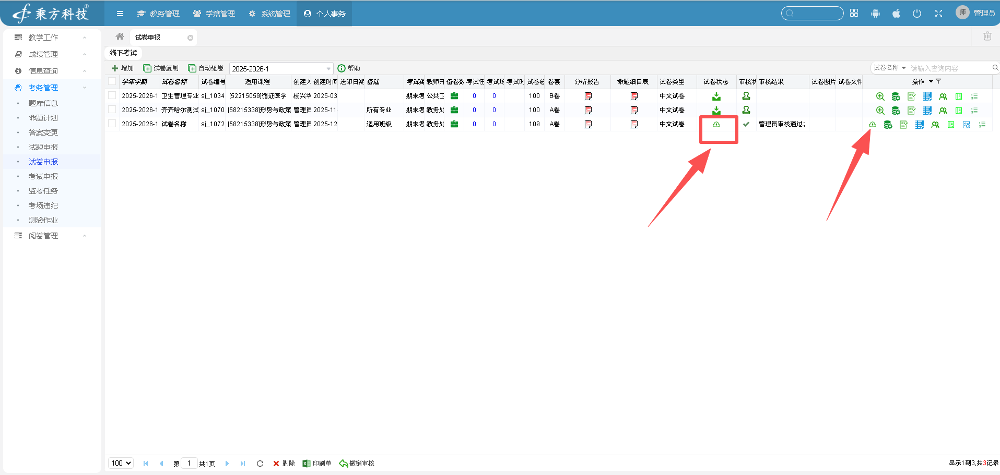 乘方科技
教务管理
学籍管理
系统管理
个人事务
师
管理员
教学工作
成绩管理
信息查询
考务管理
题库信息
命题计划
答案变更
试题申报
试卷申报
考试申报
监考任务
考场违纪
测验作业
阅卷管理
试卷申报
线下考试
增加 试卷复制 自动组卷 2025-2026-1 帮助 试卷名称 请输入查询内容
学年学期 试卷名称 试卷编号 适用课程 创建人 创建时间 送印日期 备注 考试类 教师开 备卷数 考试任 考试场 考试时 试卷总 卷套 分析报告 命题细目表 试卷类型 试卷状态 审核状 审核结果 试卷图片 试卷文件 操作
2025-2026-1 卫生管理专业 sj_1034 [52215059]循证医学 杨兴华 2025-03 期末考 公共卫 0 0 100 B卷 中文试卷
2025-2026-1 齐齐哈尔测试 sj_1070 [58215338]形势与政策 管理员 2025-11- 所有专业 期末考 教务处 0 0 100 A卷 中文试卷
2025-2026-1 试卷名称 sj_1072 [58215338]形势与政策 管理员 2025-12 适用班级 期末考 教务处 0 0 109 A卷 中文试卷 管理员审核通过;
100 第 1 共1页 删除 印刷单 撤销审核 显示1到3,共3记录